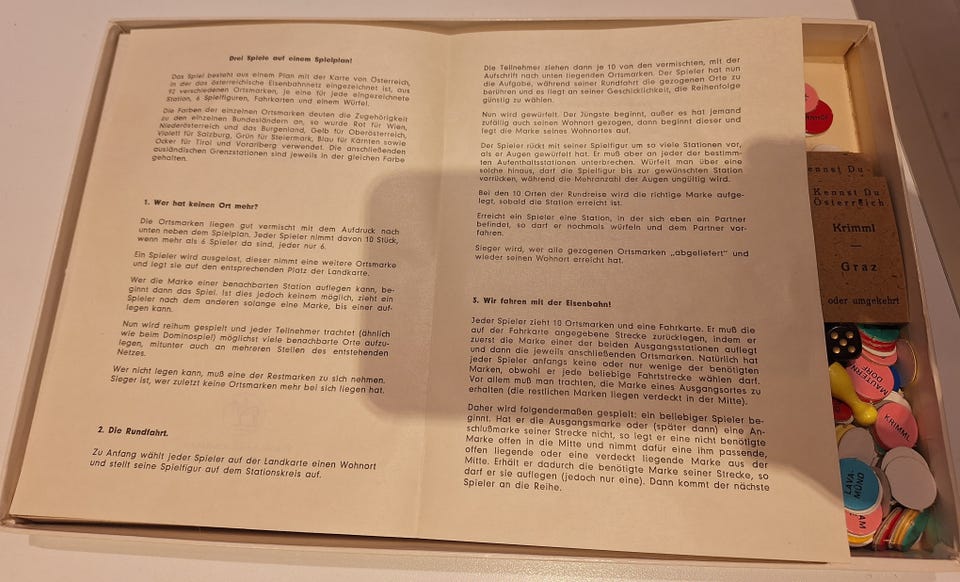 Drei Spiele auf einem Spielplan!
Das Spiel besteht aus einem Plan mit der Karte von Österreich,
in der das österreichische Eisenbahnnetz eingezeichnet ist, aus
92 verschiedenen Ortsmarken, je eine für jede eingezeichnete
Station, 6 Spielfiguren, Fahrkarten und einem Würfel.
Die Farben der einzelnen Ortsmarken deuten die Zugehörigkeit
zu den einzelnen Bundesländern an, so wurde Rot für Wien,
Niederösterreich und das Burgenland, Gelb für Oberösterreich,
Violett für Salzburg, Grün für Steiermark, Blau für Kärnten sowie
Ocker für Tirol und Vorarlberg verwendet. Die anschließenden
ausländischen Grenzstationen sind jeweils in der gleichen Farbe
gehalten.
1. Wer hat keinen Ort mehr?
Die Ortsmarken liegen gut vermischt mit dem Aufdruck nach
unten neben dem Spielplan. Jeder Spieler nimmt davon 10 Stück,
wenn mehr als 6 Spieler da sind, jeder nur 6.
Ein Spieler wird ausgelost, dieser nimmt eine weitere Ortsmarke
und legt sie auf den entsprechenden Platz der Landkarte.
Wer die Marke einer benachbarten Station auflegen kann, be-
ginnt dann das Spiel. Ist dies jedoch keinem möglich, zieht ein
Spieler nach dem anderen solange eine Marke, bis einer auf-
legen kann.
Nun wird reihum gespielt und jeder Teilnehmer trachtet (ähnlich
wie beim Dominospiel) möglichst viele benachbarte Orte aufzu-
legen, mitunter auch an mehreren Stellen des entstehenden
Netzes.
Wer nicht legen kann, muß eine der Restmarken zu sich nehmen.
Sieger ist, wer zuletzt keine Ortsmarken mehr bei sich liegen hat.
2. Die Rundfahrt.
Zu Anfang wählt jeder Spieler auf der Landkarte einen Wohnort
und stellt seine Spielfigur auf dem Stationskreis auf.
Die Teilnehmer ziehen dann je 10 von den vermischten, mit der
Aufschrift nach unten liegenden Ortsmarken. Der Spieler hat nun
die Aufgabe, während seiner Rundfahrt die gezogenen Orte zu
berühren und es liegt an seiner Geschicklichkeit, die Reihenfolge
günstig zu wählen.
Nun wird gewürfelt. Der Jüngste beginnt, außer es hat jemand
zufällig auch seinen Wohnort gezogen, dann beginnt dieser und
legt die Marke seines Wohnortes auf.
Der Spieler rückt mit seiner Spielfigur um so viele Stationen vor,
als er Augen gewürfelt hat. Er muß aber an jeder der bestimm-
ten Aufenthaltsstationen unterbrechen. Würfelt man über eine
solche hinaus, darf die Spielfigur bis zur gewünschten Station
vorrücken, während die Mehranzahl der Augen ungültig wird.
Bei den 10 Orten der Rundreise wird die richtige Marke aufge-
legt, sobald die Station erreicht ist.
Erreicht ein Spieler eine Station, in der sich eben ein Partner
befindet, so darf er nochmals würfeln und dem Partner vor-
fahren.
Sieger wird, wer alle gezogenen Ortsmarken „abgeliefert" und
wieder seinen Wohnort erreicht hat.
3. Wir fahren mit der Eisenbahn!
Jeder Spieler zieht 10 Ortsmarken und eine Fahrkarte. Er muß die
auf der Fahrkarte angegebene Strecke zurücklegen, indem er
zuerst die Marke einer der beiden Ausgangsstationen auflegt
und dann die jeweils anschließenden Ortsmarken. Natürlich hat
jeder Spieler anfangs keine oder nur wenige der benötigten
Marken, obwohl er jede beliebige Fahrtstrecke wählen darf.
Vor allem muß man trachten, die Marke eines Ausgangsortes zu
erhalten (die restlichen Marken liegen verdeckt in der Mitte).
Daher wird folgendermaßen gespielt: ein beliebiger Spieler be-
ginnt. Hat er die Ausgangsmarke oder (später dann) eine An-
schlußmarke seiner Strecke nicht, so legt er eine nicht benötigte
Marke offen in die Mitte und nimmt dafür eine ihm passende,
offen liegende oder eine verdeckt liegende Marke aus der
Mitte. Erhält er dadurch die benötigte Marke seiner Strecke, so
darf er sie auflegen (jedoch nur eine). Dann kommt der nächste
Spieler an die Reihe.
Kennst Du
Österreich
Krimml
—
Graz
oder umgekehrt
MAUTERN
DORF
KRIMML
LAVA-
MÜND